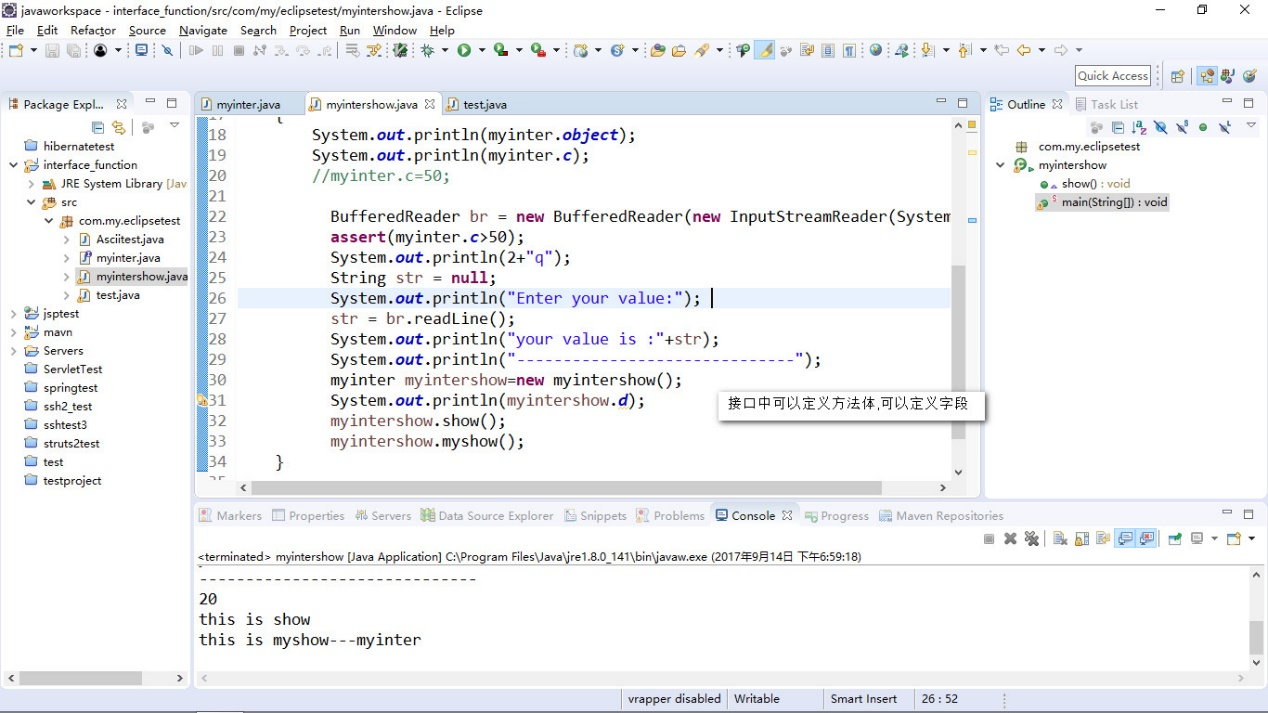 javaworkspace - interface_function/src/com/my/eclipsetest/myintershow.java - Eclipse
File Edit Refactor Source Navigate Search Project Run Window Help
Quick Access
Package Expl...
hibernatetest
interface_function
JRE System Library [Jav
src
com.my.eclipsetest
Asciitest.java
myinter.java
myintershow.java
test.java
jsptest
mavn
Servers
ServletTest
springtest
ssh2_test
sshtest3
struts2test
test
testproject
myinter.java myintershow.java test.java
17 {
18 System.out.println(myinter.object);
19 System.out.println(myinter.c);
20 //myinter.c=50;
21
22 BufferedReader br = new BufferedReader(new InputStreamReader(System
23 assert(myinter.c>50);
24 System.out.println(2+"q");
25 String str = null;
26 System.out.println("Enter your value:");
27 str = br.readLine();
28 System.out.println("your value is :"+str);
29 System.out.println("------------------------------");
30 myinter myintershow=new myintershow();
31 System.out.println(myintershow.d);
32 myintershow.show();
33 myintershow.myshow();
34 }
35
接口中可以定义方法体,可以定义字段
Outline Task List
com.my.eclipsetest
myintershow
show() : void
main(String[]) : void
Markers Properties Servers Data Source Explorer Snippets Problems Console Progress Maven Repositories
<terminated> myintershow [Java Application] C:\Program Files\Java\jre1.8.0_141\bin\javaw.exe (2017年9月14日 下午6:59:18)
------------------------------
20
this is show
this is myshow---myinter
vrapper disabled Writable Smart Insert 26 : 52